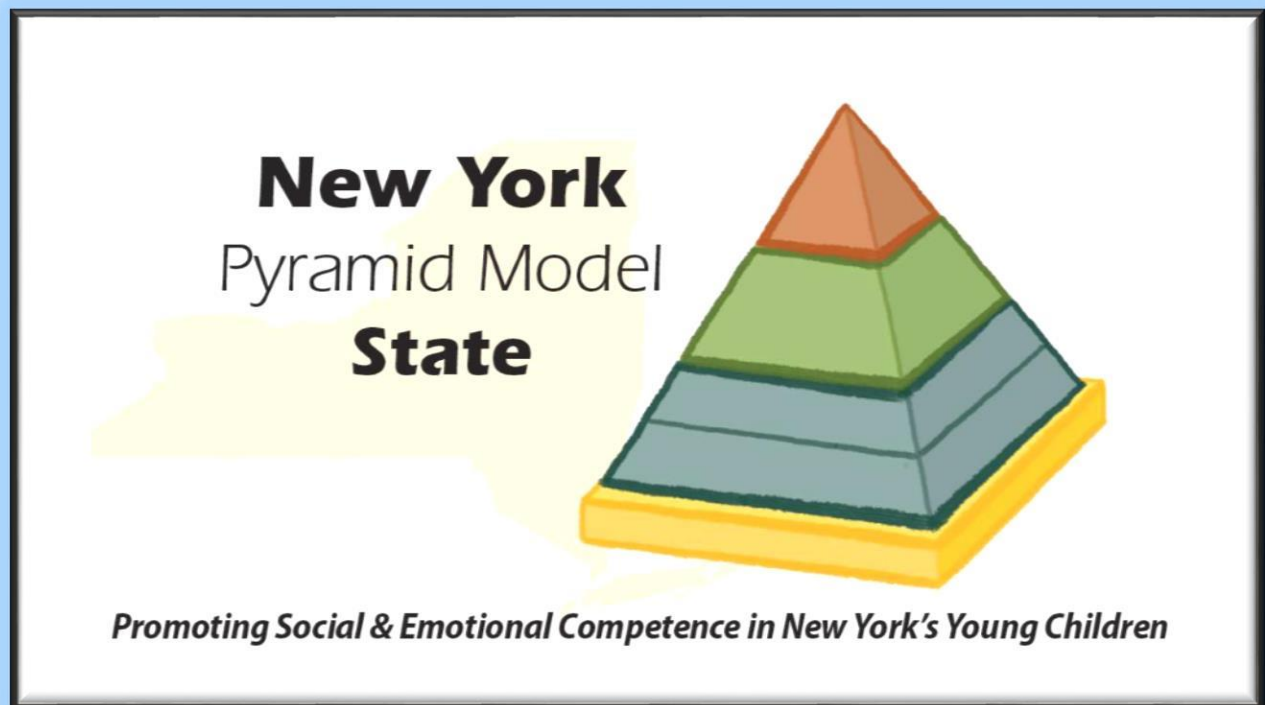 New York
Pyramid Model
State
Promoting Social & Emotional Competence in New York's Young Children